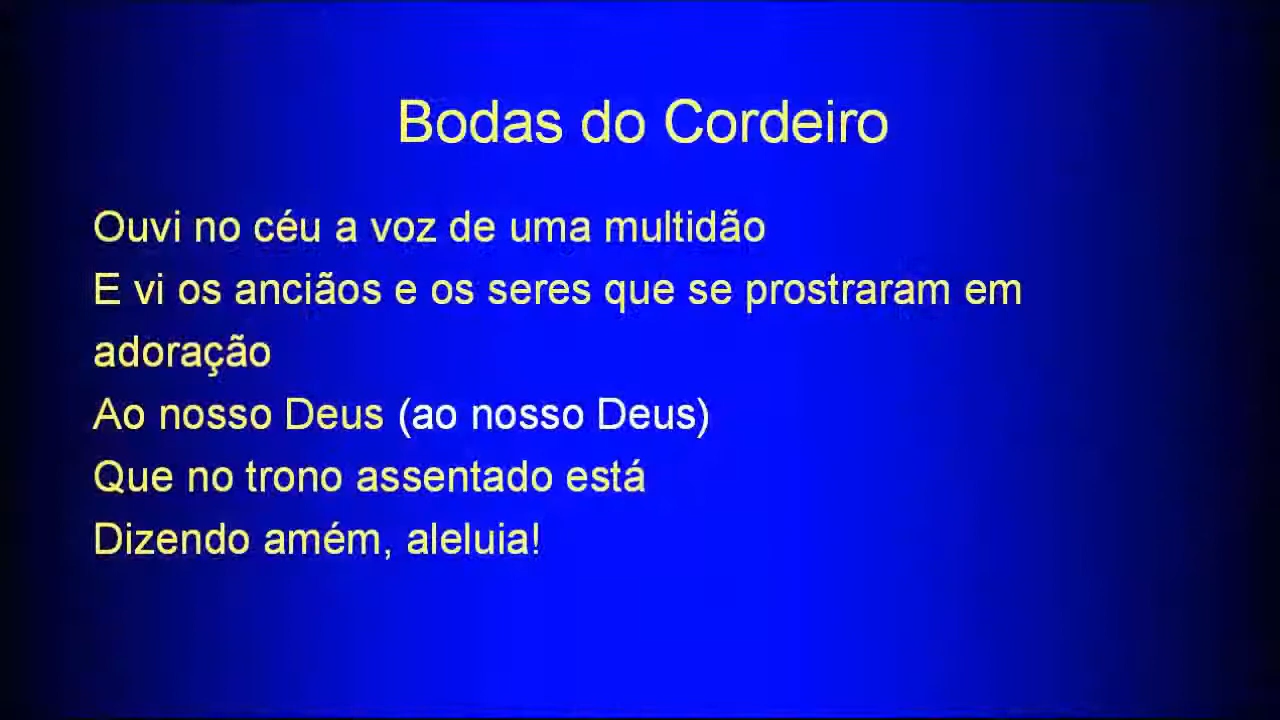 Bodas do Cordeiro
Ouvi no céu a voz de uma multidão
E vi os anciãos e os seres que se prostraram em
adoração
Ao nosso Deus (ao nosso Deus)
Que no trono assentado está
Dizendo amém, aleluia!